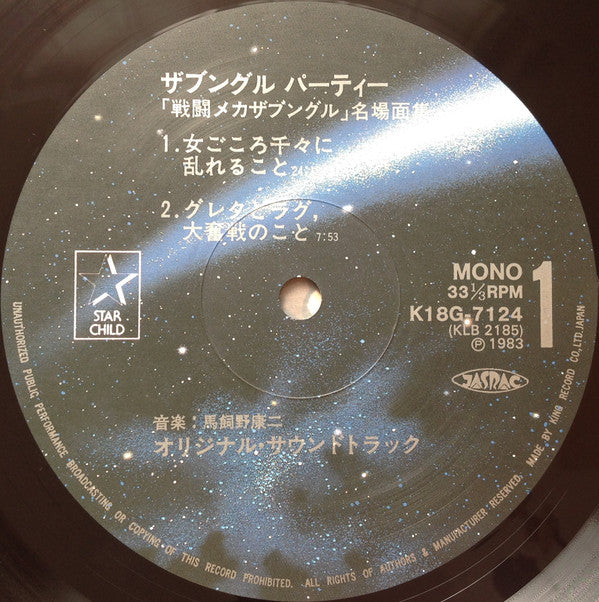 ザブングル パーティー
「戦闘メカザブングル」名場面集
1.女ごころ千々に
乱れること
2.グレタとラグ,
大奮戦のこと 7:53
STAR
CHILD
MONO
33 1/3 RPM
1
K18G-7124
(KLB 2185)
℗ 1983
JASRAC
音楽：馬飼野康二
オリジナル・サウンドトラック
UNAUTHORIZED PUBLIC PERFORMANCE BROADCASTING OR COPYING OF THIS RECORD PROHIBITED. ALL RIGHTS OF AUTHORS & MANUFACTURER RESERVED. MADE BY KING RECORD CO.,LTD.JAPAN